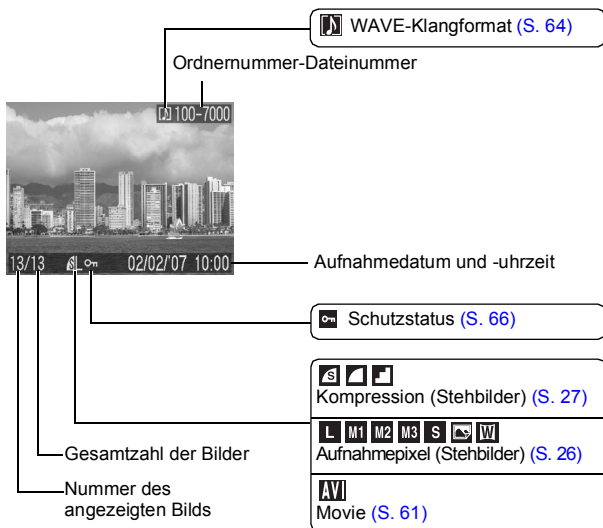 WAVE-Klangformat (S. 64)
Ordnernummer-Dateinummer
100-7000
13/13 L 02/02/'07 10:00
Aufnahmedatum und -uhrzeit
Schutzstatus (S. 66)
S
Kompression (Stehbilder) (S. 27)
L M1 M2 M3 S W
Aufnahmepixel (Stehbilder) (S. 26)
AVI
Movie (S. 61)
Gesamtzahl der Bilder
Nummer des
angezeigten Bilds